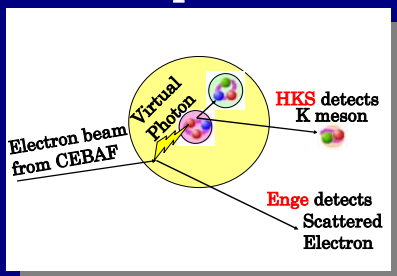 Virtual
Photon
HKS detects
K meson
Electron beam
from CEBAF
Enge detects
Scattered
Electron